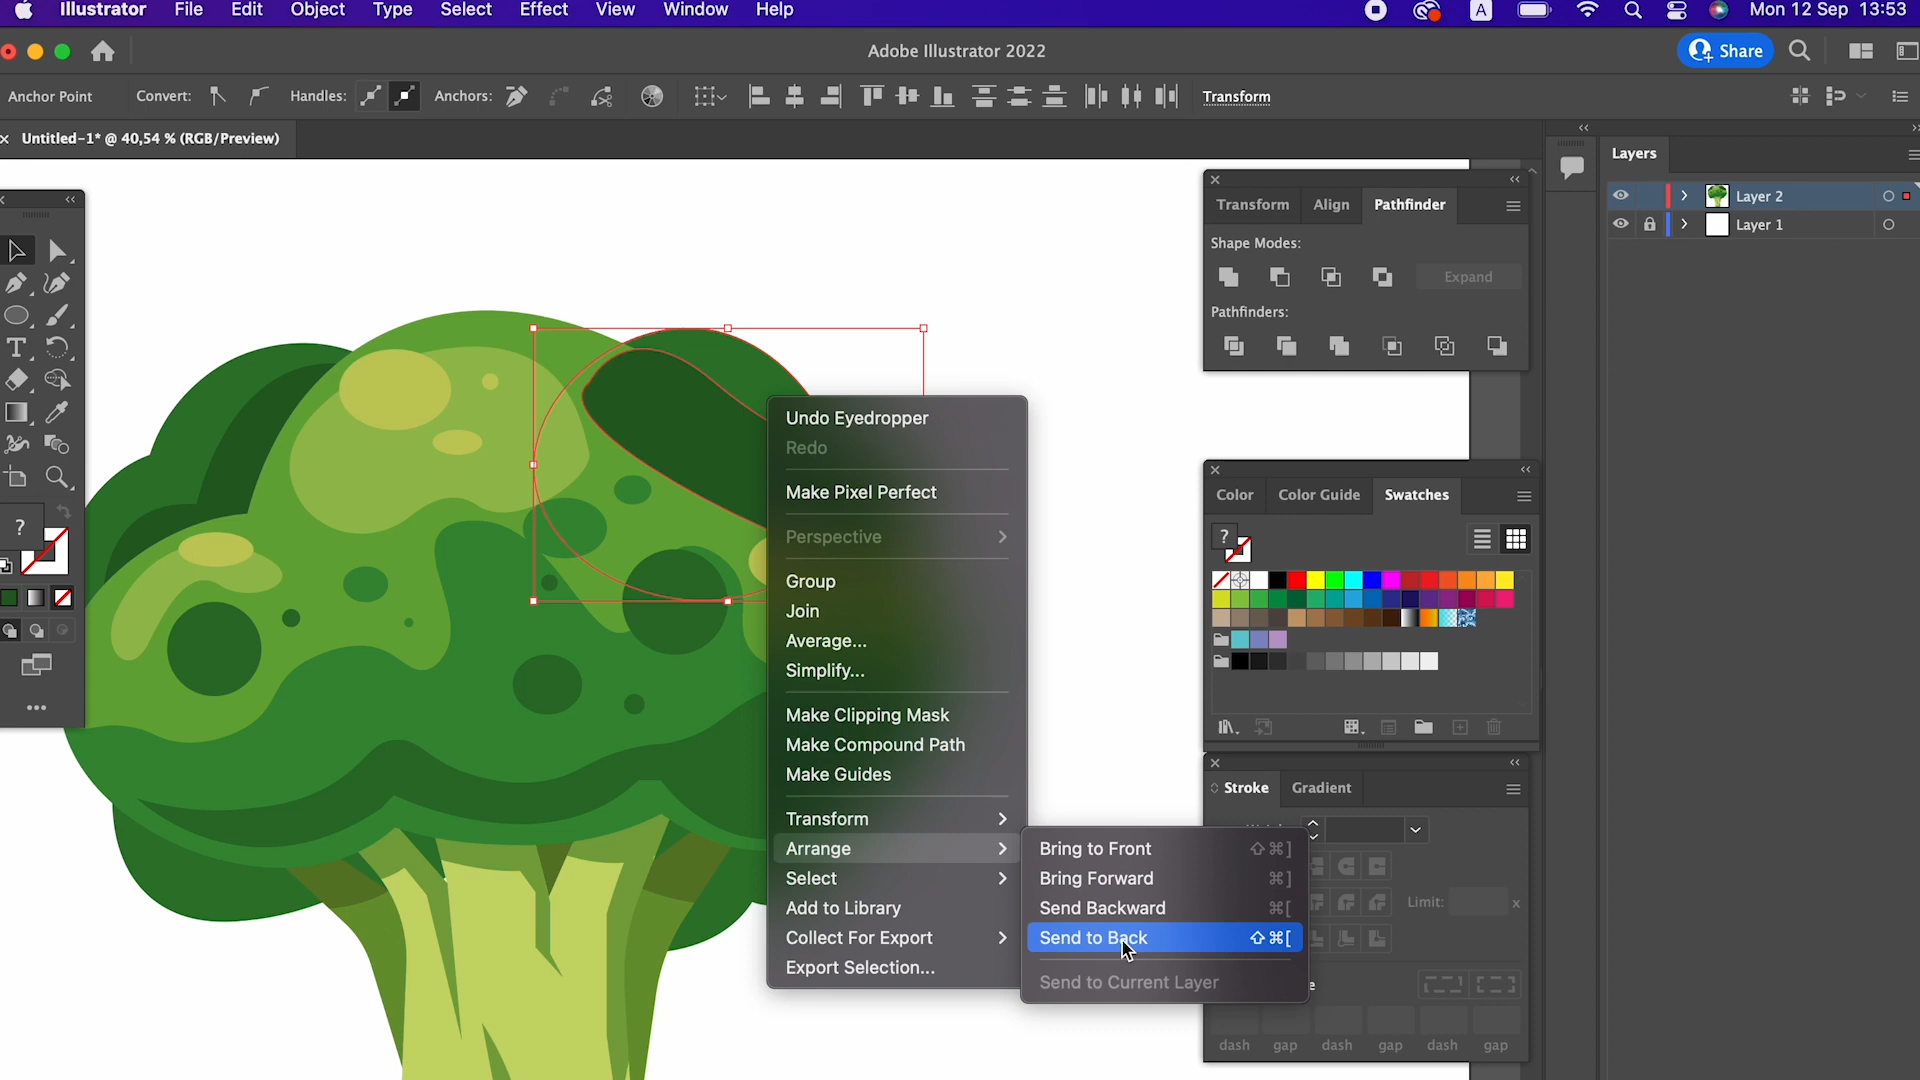 Illustrator File Edit Object Type Select Effect View Window Help A Mon 12 Sep 13:53
Adobe Illustrator 2022 Share
Anchor Point Convert: Handles: Anchors: Transform
× Untitled-1* @ 40,54 % (RGB/Preview)
Layers
Layer 2
Layer 1
Transform Align Pathfinder
Shape Modes:
Expand
Pathfinders:
Undo Eyedropper
Redo
Make Pixel Perfect
Perspective
Group
Join
Average...
Simplify...
Make Clipping Mask
Make Compound Path
Make Guides
Transform
Arrange
Select
Add to Library
Collect For Export
Export Selection...
Bring to Front ⇧⌘]
Bring Forward ⌘]
Send Backward ⌘[
Send to Back ⇧⌘[
Send to Current Layer
Color Color Guide Swatches
?
?
Stroke Gradient
Limit: x
dash gap dash gap dash gap